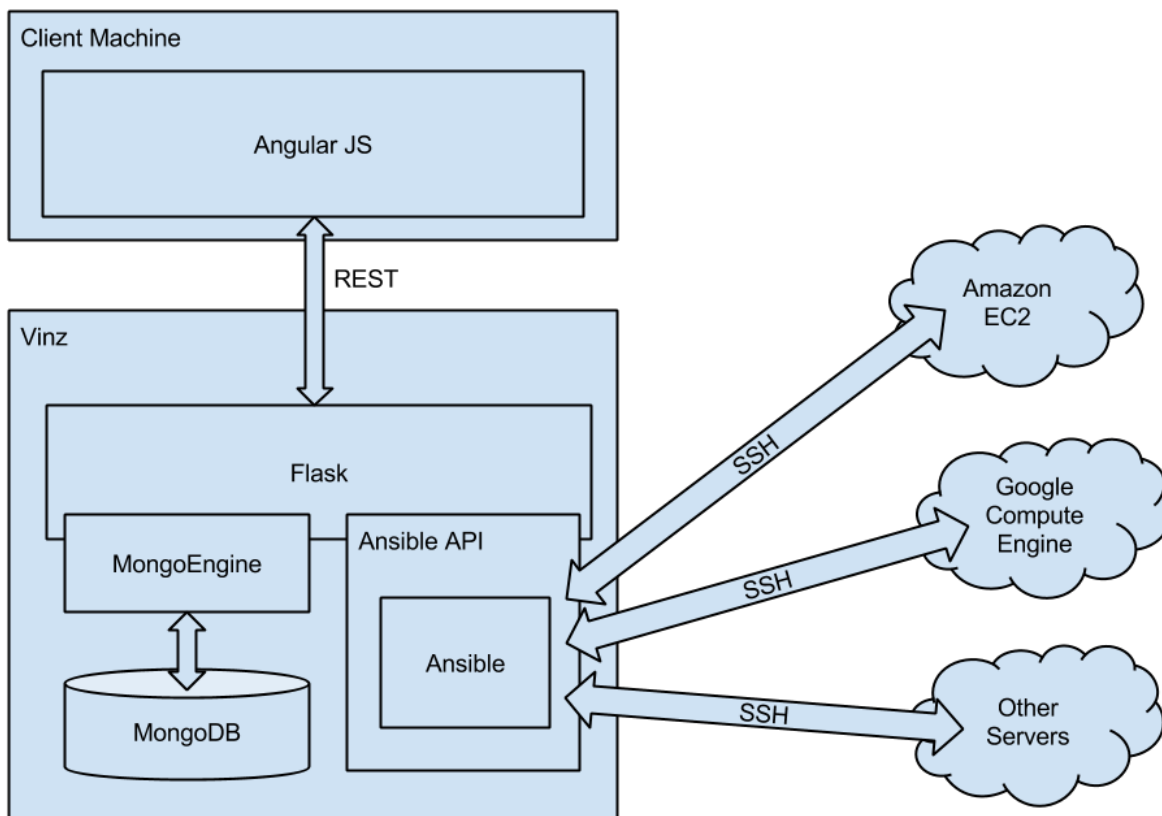 Client Machine
Angular JS
REST
Vinz
Flask
MongoEngine
MongoDB
Ansible API
Ansible
SSH
SSH
SSH
Amazon
EC2
Google
Compute
Engine
Other
Servers